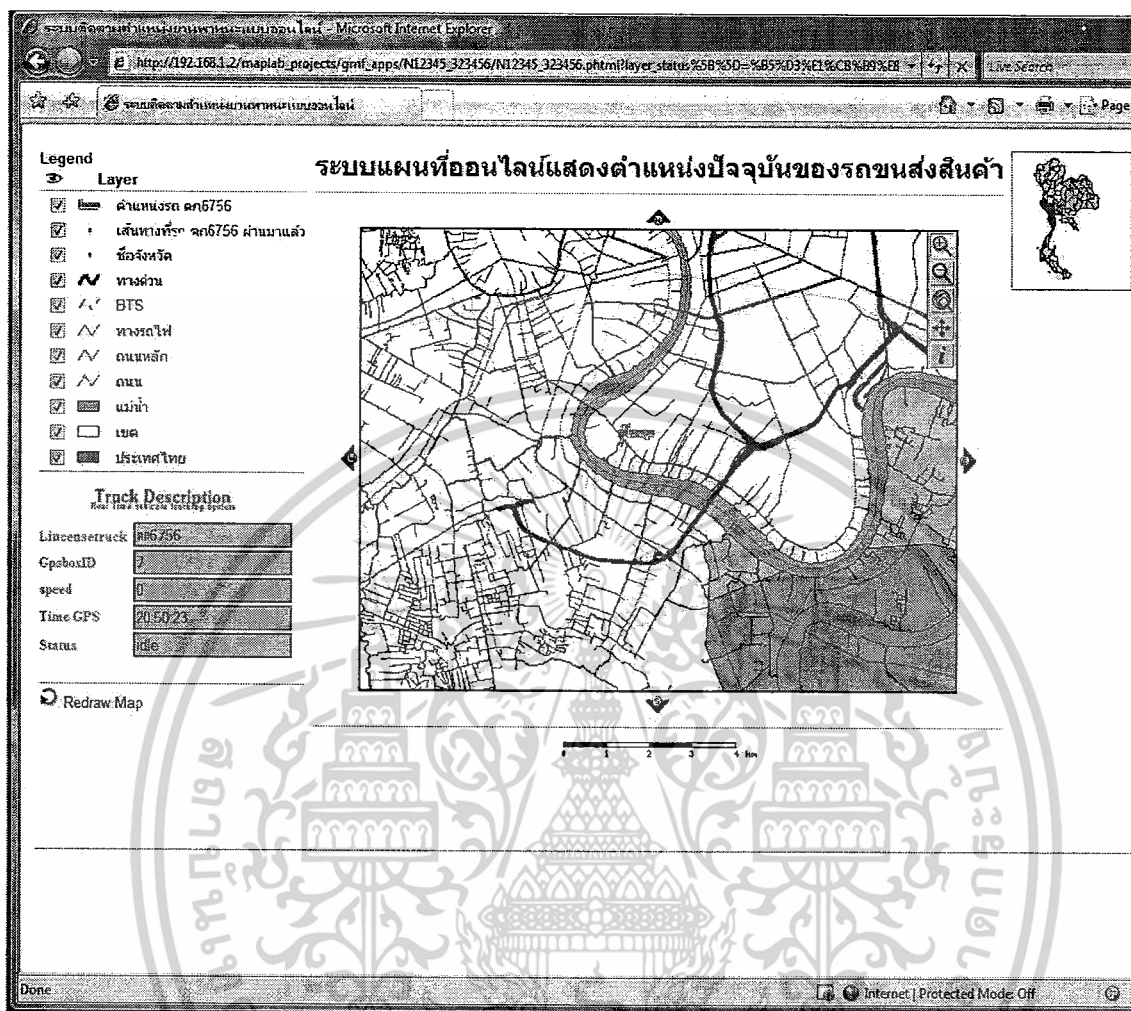 ระบบติดตามตำแหน่งยานพาหนะแบบออนไลน์ - Microsoft Internet Explorer
http://192.168.1.2/maplab_projects/gmf_apps/N12345_323456/N12345_323456.phtml?layer_status%5B%5D=%B5%D3%E1%CB%B9%E8
Live Search
ระบบติดตามตำแหน่งยานพาหนะแบบออนไลน์
Page
Legend
Layer
ระบบแผนที่ออนไลน์แสดงตำแหน่งปัจจุบันของรถขนส่งสินค้า
ตำแหน่งรถ ฅก6756
เส้นทางที่รถ ฅก6756 ผ่านมาแล้ว
ชื่อจังหวัด
ทางด่วน
BTS
ทางรถไฟ
ถนนหลัก
ถนน
แม่น้ำ
เขต
ประเทศไทย
Truck Description
Real Time Vehicle Tracking System
Lincensetruck
6756
GpsboxID
speed 0
Time GPS 20:50:23
Status idle
Redraw Map
0 1 2 3 4 km
Done
Internet | Protected Mode: Off